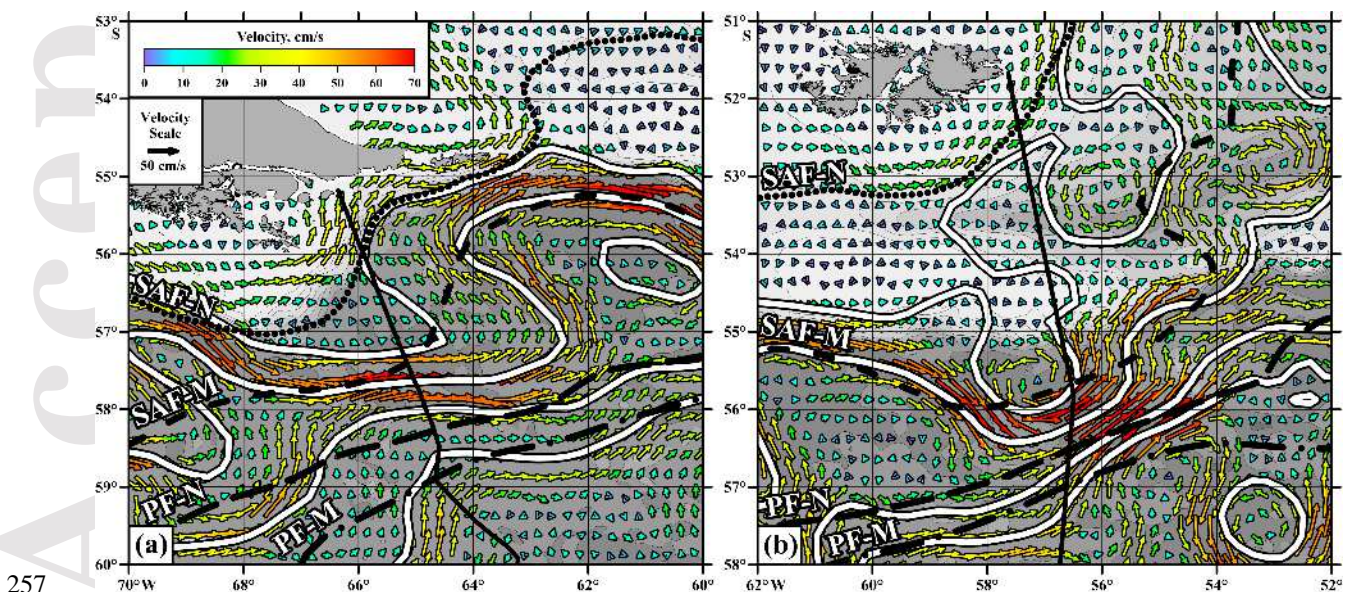 Accen
53°
S
54°
55°
56°
57°
58°
59°
60°
Velocity, cm/s
0 10 20 30 40 50 60 70
Velocity
Scale
50 cm/s
SAF-N
SAF-M
PF-N
PF-M
(a)
70°W 68° 66° 64° 62° 60°
51°
S
52°
53°
54°
55°
56°
57°
58°
SAF-N
SAF-M
PF-N
PF-M
(b)
62°W 60° 58° 56° 54° 52°
257